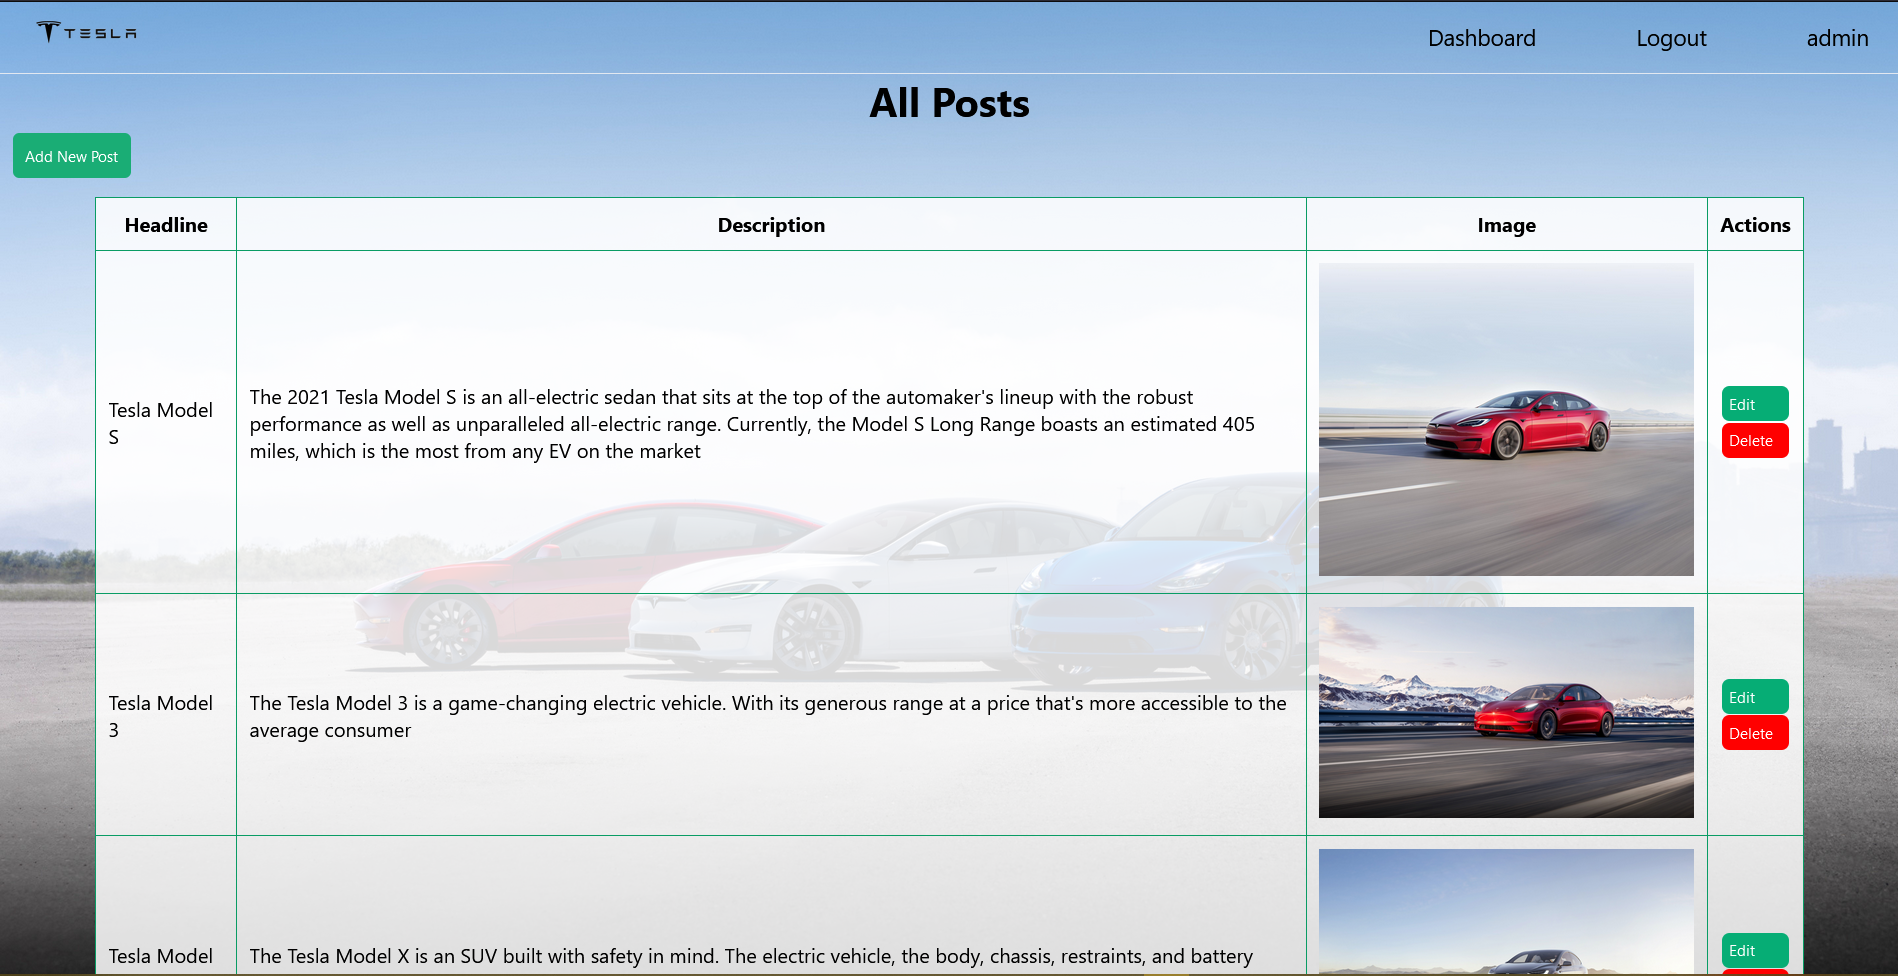 TESLA
Dashboard
Logout
admin
All Posts
Add New Post
Headline
Description
Image
Actions
Tesla Model
S
The 2021 Tesla Model S is an all-electric sedan that sits at the top of the automaker's lineup with the robust
performance as well as unparalleled all-electric range. Currently, the Model S Long Range boasts an estimated 405
miles, which is the most from any EV on the market
Edit
Delete
Tesla Model
3
The Tesla Model 3 is a game-changing electric vehicle. With its generous range at a price that's more accessible to the
average consumer
Edit
Delete
Tesla Model
The Tesla Model X is an SUV built with safety in mind. The electric vehicle, the body, chassis, restraints, and battery
Edit